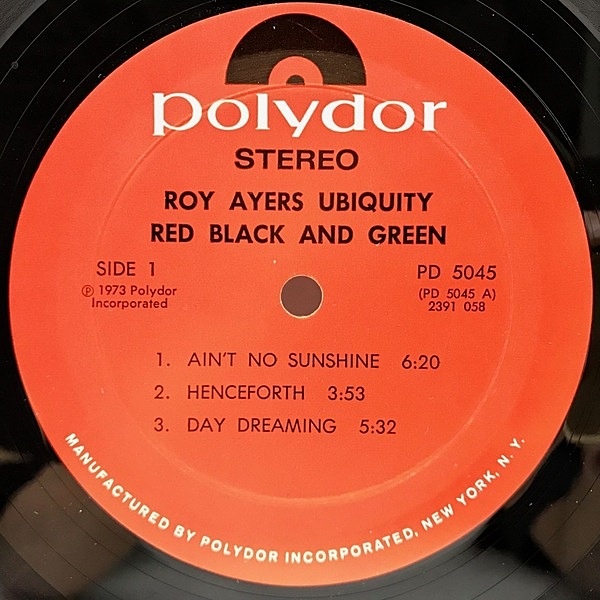 polydor
STEREO
ROY AYERS UBIQUITY
RED BLACK AND GREEN
SIDE 1
℗ 1973 Polydor
Incorporated
PD 5045
(PD 5045 A)
2391 058
1. AIN'T NO SUNSHINE 6:20
2. HENCEFORTH 3:53
3. DAY DREAMING 5:32
MANUFACTURED BY POLYDOR INCORPORATED, NEW YORK, N. Y.